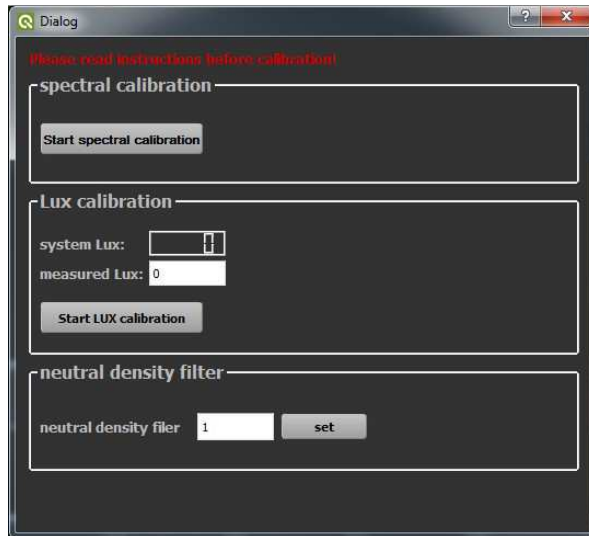 Dialog
Please read instructions before calibration!
spectral calibration
Start spectral calibration
Lux calibration
system Lux: 0
measured Lux: 0
Start LUX calibration
neutral density filter
neutral density filer 1 set